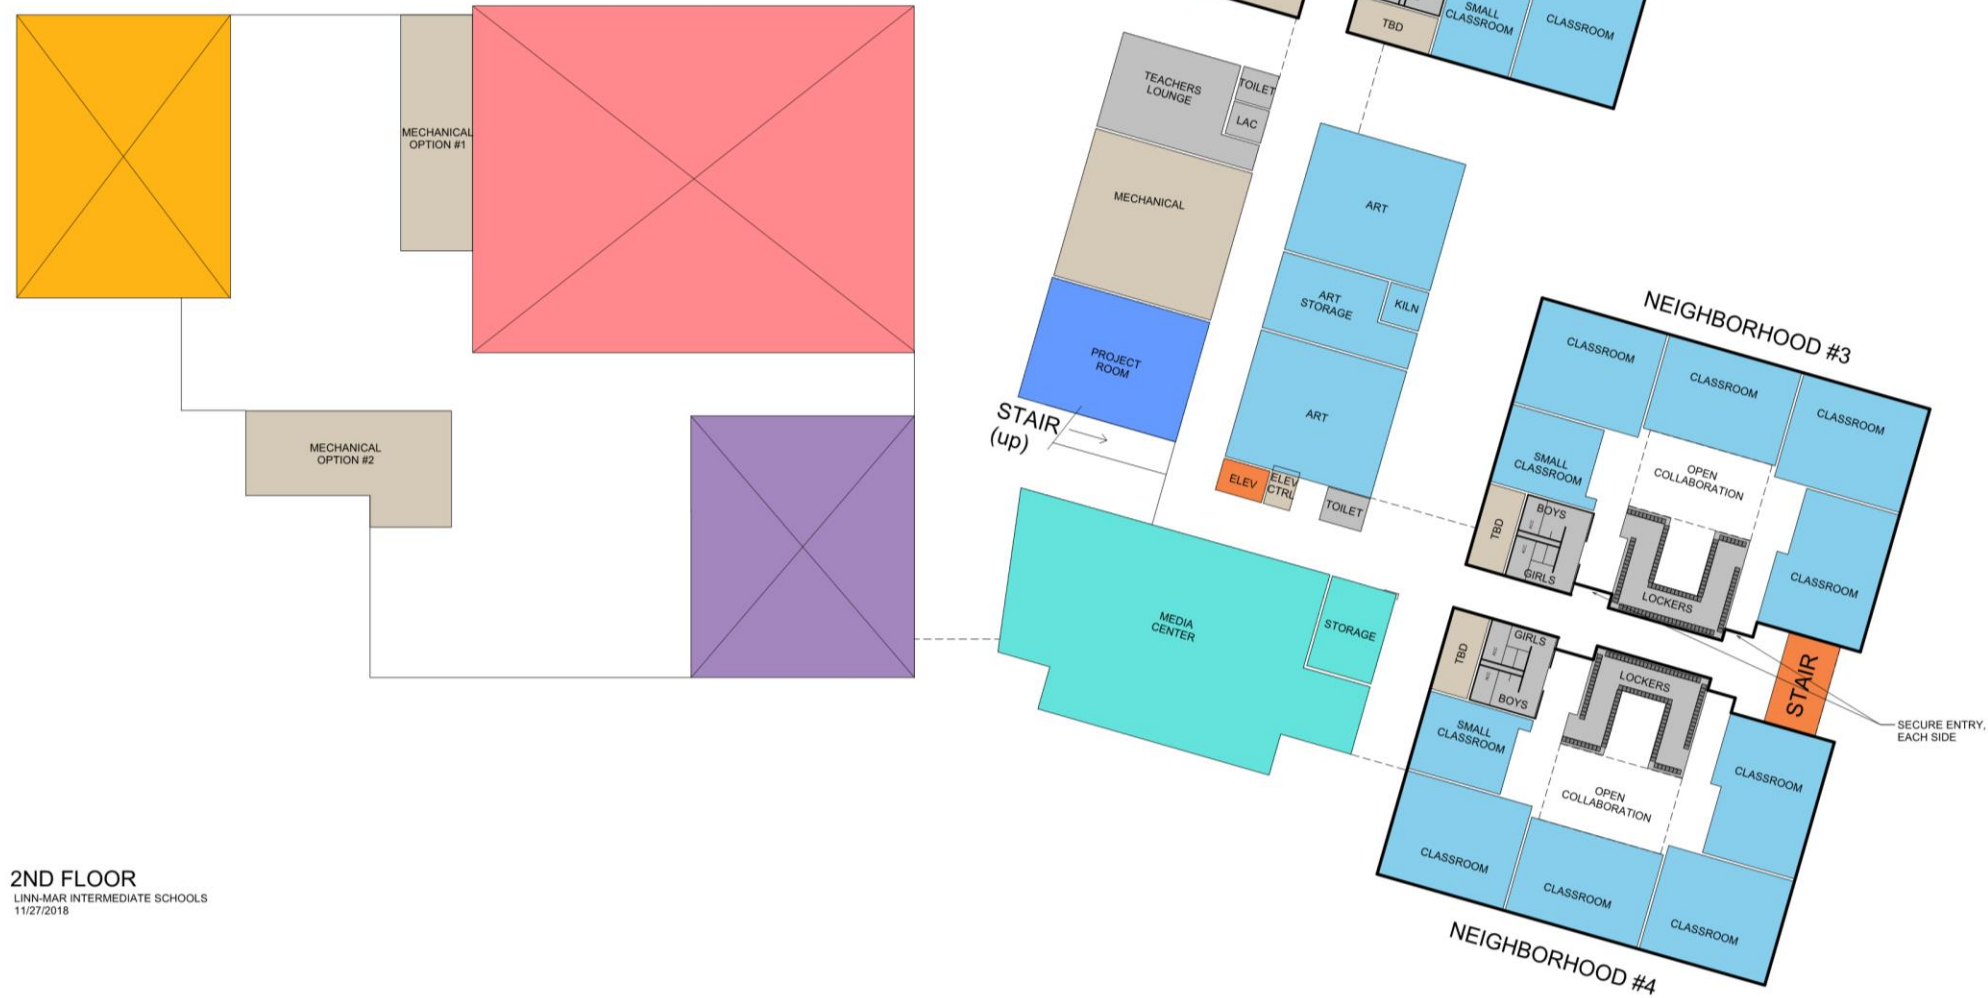 MECHANICAL
OPTION #1
MECHANICAL
OPTION #2
TBD
SMALL
CLASSROOM
CLASSROOM
TEACHERS
LOUNGE
TOILET
LAC
MECHANICAL
PROJECT
ROOM
STAIR
(up)
ART
ART
STORAGE
KILN
ART
ELEV
ELEV
CTRL
TOILET
MEDIA
CENTER
STORAGE
NEIGHBORHOOD #3
CLASSROOM
CLASSROOM
CLASSROOM
SMALL
CLASSROOM
OPEN
COLLABORATION
TBD
BOYS
GIRLS
LOCKERS
CLASSROOM
STAIR
SECURE ENTRY,
EACH SIDE
TBD
GIRLS
BOYS
LOCKERS
SMALL
CLASSROOM
OPEN
COLLABORATION
CLASSROOM
CLASSROOM
CLASSROOM
CLASSROOM
NEIGHBORHOOD #4
2ND FLOOR
LINN-MAR INTERMEDIATE SCHOOLS
11/27/2018